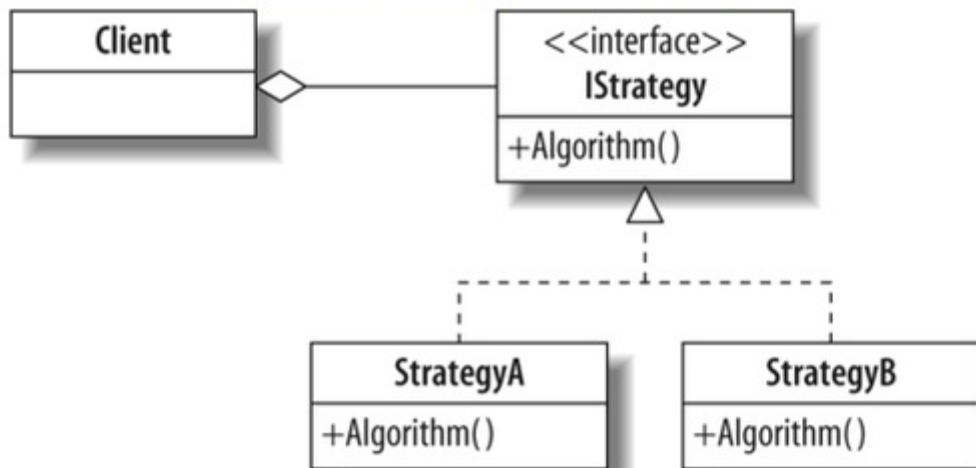 Client
<<interface>>
IStrategy
+Algorithm()
StrategyA
+Algorithm()
StrategyB
+Algorithm()